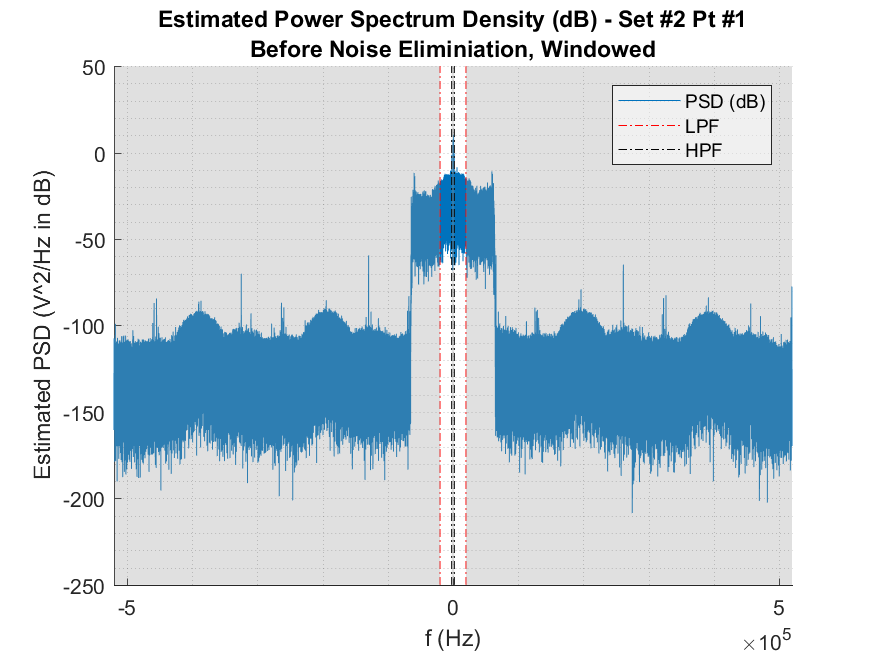 Estimated Power Spectrum Density (dB) - Set #2 Pt #1
Before Noise Eliminiation, Windowed
PSD (dB)
LPF
HPF
Estimated PSD (V^2/Hz in dB)
50
0
-50
-100
-150
-200
-250
-5
0
5
×10^5
f (Hz)